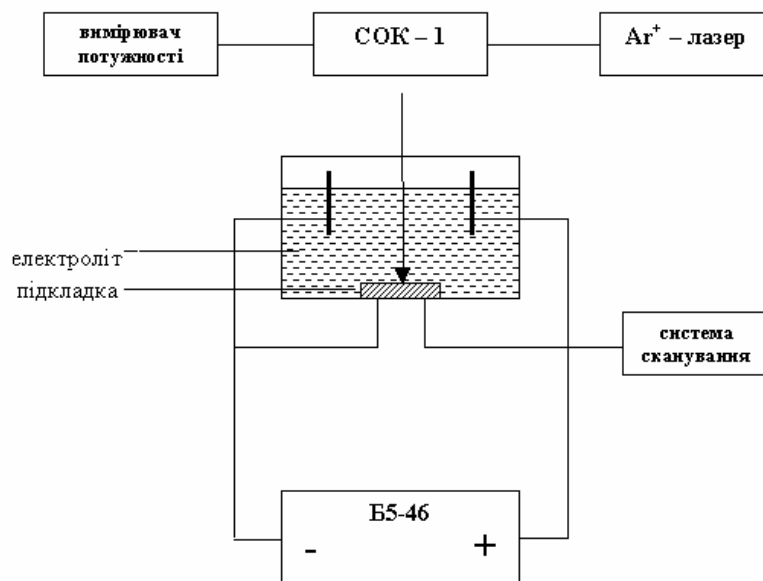 вимірювач
потужності
СОК – 1
Ar⁺ – лазер
електроліт
підкладка
система
сканування
Б5-46
- +